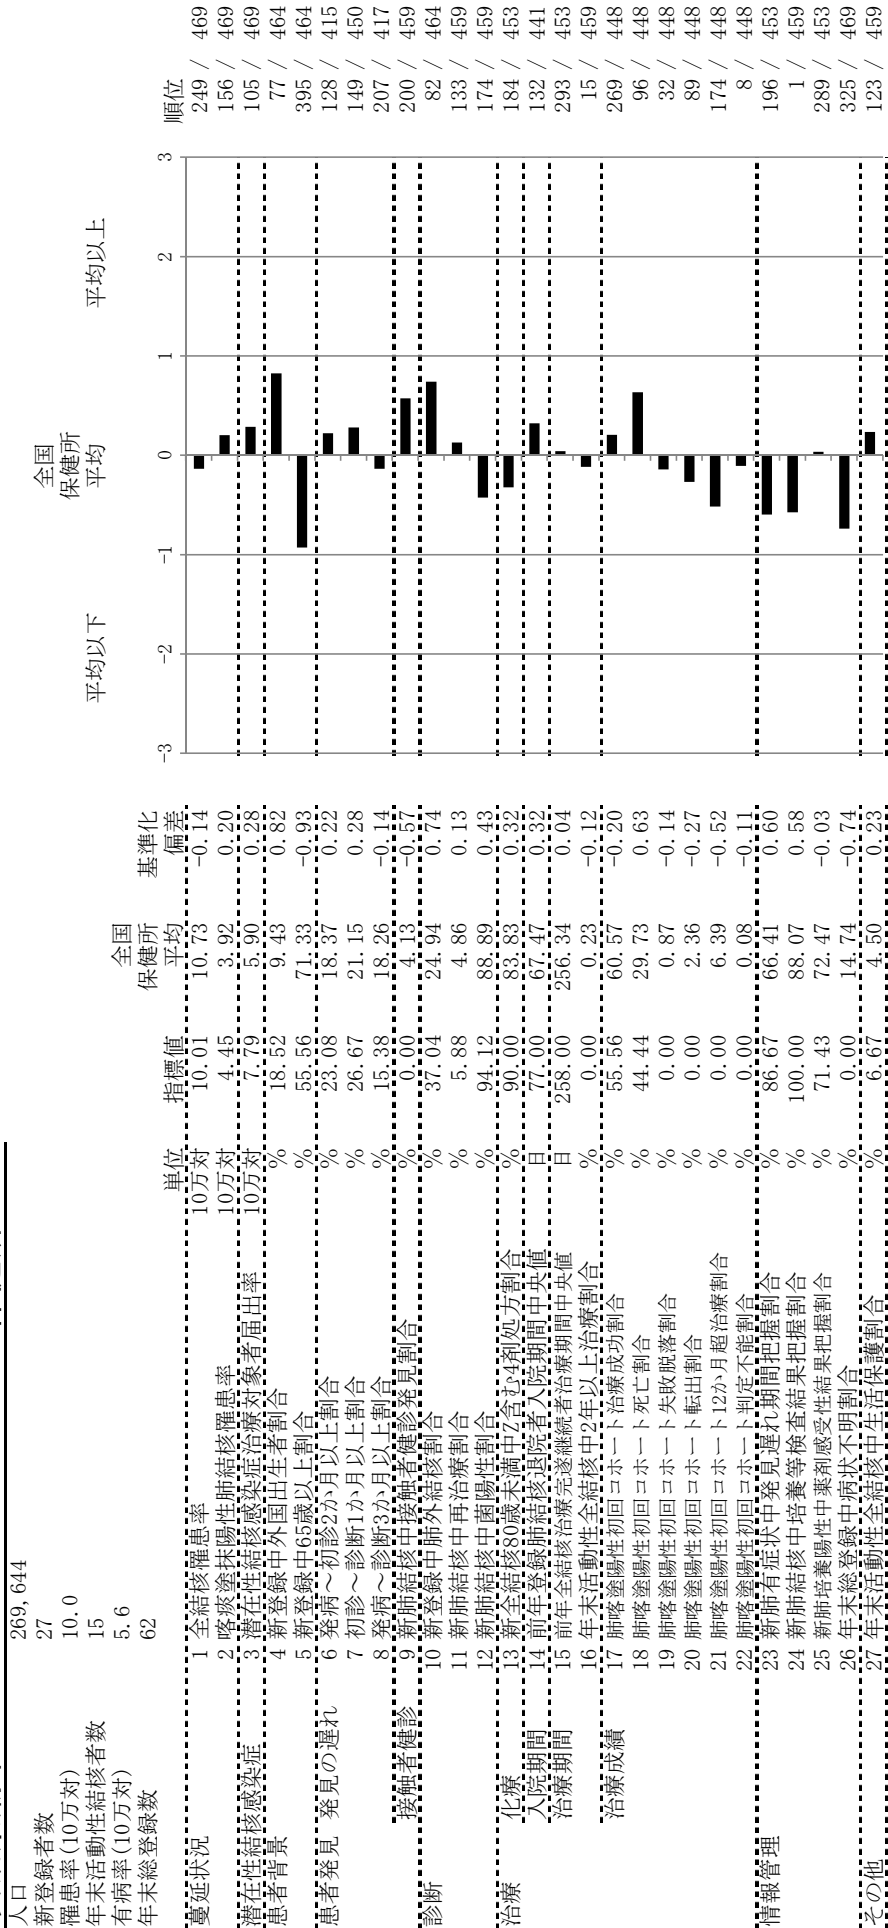 人口 269,644
新登録者数 27
罹患率(10万対) 10.0
年末活動性結核者数 15
有病率(10万対) 5.6
年末総登録数 62
単位 指標値 全国保健所平均 基準化偏差 平均以下 全国保健所平均 平均以上 順位
-3 -2 -1 0 1 2 3
蔓延状況 1 全結核罹患率 10万対 10.01 10.73 -0.14 249 / 469
2 喀痰塗抹陽性肺結核罹患率 10万対 4.45 3.92 0.20 156 / 469
潜在性結核感染症 3 潜在性結核感染症治療対象者届出率 10万対 7.79 5.90 0.28 105 / 469
患者背景 4 新登録中外国出生者割合 % 18.52 9.43 0.82 77 / 464
5 新登録中65歳以上割合 % 55.56 71.33 -0.93 395 / 464
患者発見 発見の遅れ 6 発病～初診2か月以上割合 % 23.08 18.37 0.22 128 / 415
7 初診～診断1か月以上割合 % 26.67 21.15 0.28 149 / 450
8 発病～診断3か月以上割合 % 15.38 18.26 -0.14 207 / 417
接触者健診 9 新肺結核中接触者健診発見割合 % 0.00 4.13 -0.57 200 / 459
診断 10 新登録中肺外結核割合 % 37.04 24.94 0.74 82 / 464
11 新肺結核中再治療割合 % 5.88 4.86 0.13 133 / 459
12 新肺結核中菌陽性割合 % 94.12 88.89 0.43 174 / 459
治療 化療 13 新全結核80歳未満中Z含む4剤処方割合 % 90.00 83.83 0.32 184 / 453
入院期間 14 前年登録肺結核退院者入院期間中央値 日 77.00 67.47 0.32 132 / 441
治療期間 15 前年全結核治療完遂継続者治療期間中央値 日 258.00 256.34 0.04 293 / 453
16 年末活動性全結核中2年以上治療割合 % 0.00 0.23 -0.12 15 / 459
治療成績 17 肺喀塗陽性初回コホート治療成功割合 % 55.56 60.57 -0.20 269 / 448
18 肺喀塗陽性初回コホート死亡割合 % 44.44 29.73 0.63 96 / 448
19 肺喀塗陽性初回コホート失敗脱落割合 % 0.00 0.87 -0.14 32 / 448
20 肺喀塗陽性初回コホート転出割合 % 0.00 2.36 -0.27 89 / 448
21 肺喀塗陽性初回コホート12か月超治療割合 % 0.00 6.39 -0.52 174 / 448
22 肺喀塗陽性初回コホート判定不能割合 % 0.00 0.08 -0.11 8 / 448
情報管理 23 新肺有症状中発見遅れ期間把握割合 % 86.67 66.41 0.60 196 / 453
24 新肺結核中培養等検査結果把握割合 % 100.00 88.07 0.58 1 / 459
25 新肺培養陽性中薬剤感受性結果把握割合 % 71.43 72.47 -0.03 289 / 453
26 年末総登録中病状不明割合 % 0.00 14.74 -0.74 325 / 469
その他 27 年末活動性全結核中生活保護割合 % 6.67 4.50 0.23 123 / 459